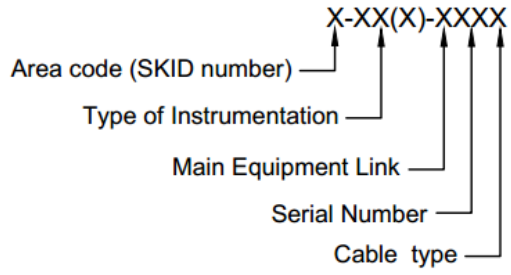 X-XX(X)-XXXX
Area code (SKID number)
Type of Instrumentation
Main Equipment Link
Serial Number
Cable type